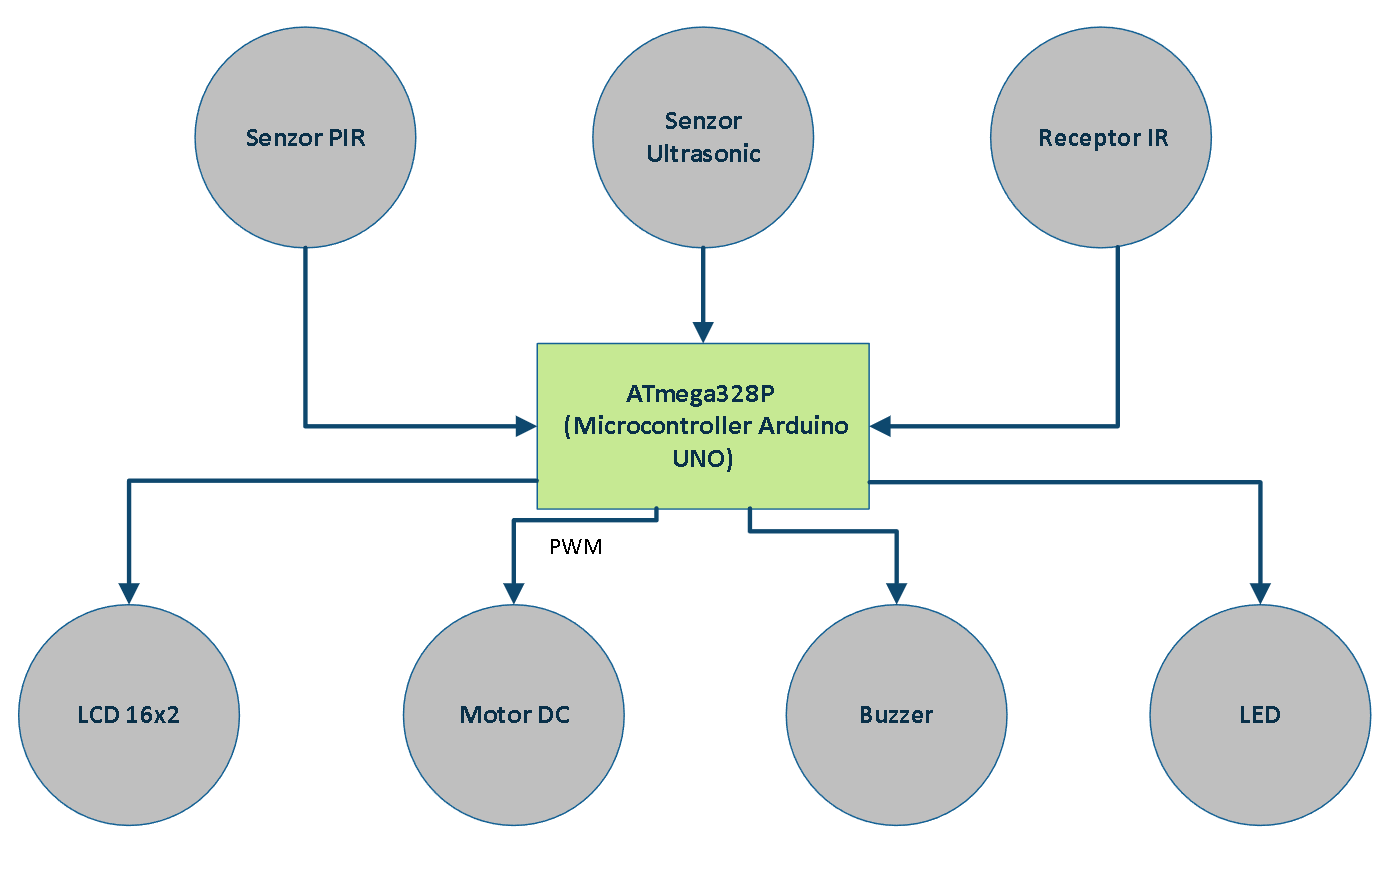 Senzor PIR
Senzor
Ultrasonic
Receptor IR
ATmega328P
(Microcontroller Arduino
UNO)
PWM
LCD 16x2
Motor DC
Buzzer
LED